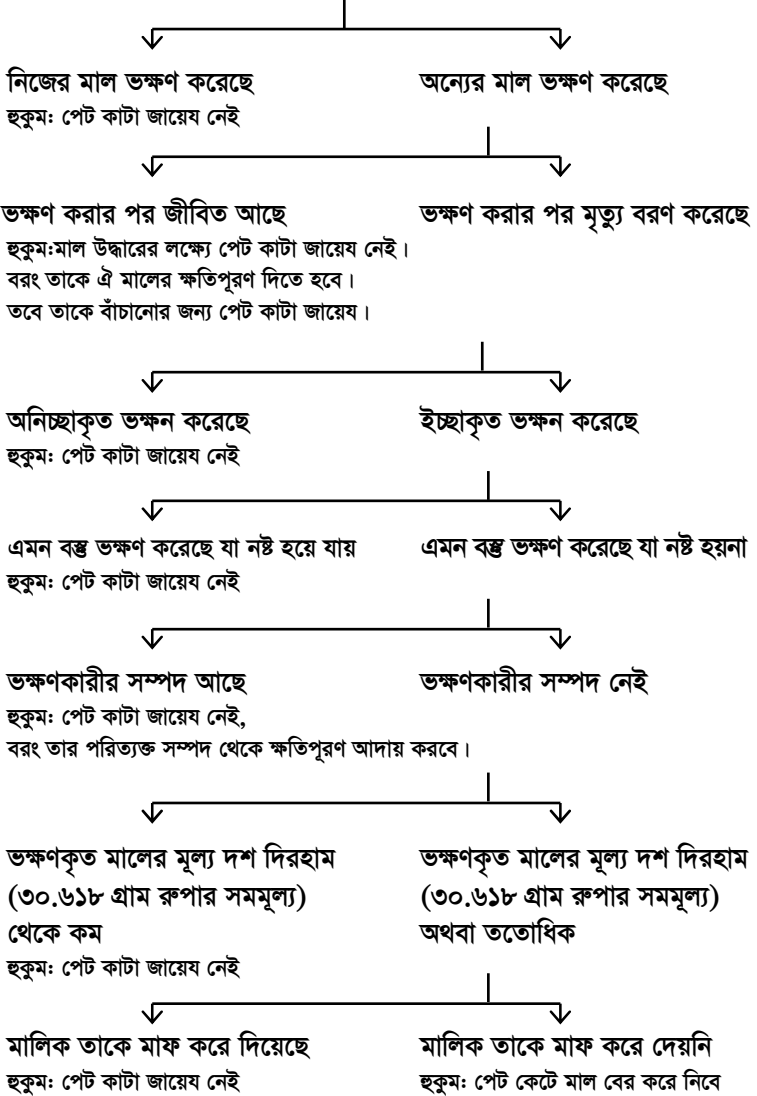 নিজের মাল ভক্ষণ করেছে
হুকুম: পেট কাটা জায়েয নেই
অন্যের মাল ভক্ষণ করেছে
ভক্ষণ করার পর জীবিত আছে
হুকুম:মাল উদ্ধারের লক্ষ্যে পেট কাটা জায়েয নেই।
বরং তাকে ঐ মালের ক্ষতিপূরণ দিতে হবে।
তবে তাকে বাঁচানোর জন্য পেট কাটা জায়েয।
ভক্ষণ করার পর মৃত্যু বরণ করেছে
অনিচ্ছাকৃত ভক্ষন করেছে
হুকুম: পেট কাটা জায়েয নেই
ইচ্ছাকৃত ভক্ষন করেছে
এমন বস্তু ভক্ষণ করেছে যা নষ্ট হয়ে যায়
হুকুম: পেট কাটা জায়েয নেই
এমন বস্তু ভক্ষণ করেছে যা নষ্ট হয়না
ভক্ষণকারীর সম্পদ আছে
হুকুম: পেট কাটা জায়েয নেই,
বরং তার পরিত্যক্ত সম্পদ থেকে ক্ষতিপূরণ আদায় করবে।
ভক্ষণকারীর সম্পদ নেই
ভক্ষণকৃত মালের মূল্য দশ দিরহাম
(৩০.৬১৮ গ্রাম রুপার সমমূল্য)
থেকে কম
হুকুম: পেট কাটা জায়েয নেই
ভক্ষণকৃত মালের মূল্য দশ দিরহাম
(৩০.৬১৮ গ্রাম রুপার সমমূল্য)
অথবা ততোধিক
মালিক তাকে মাফ করে দিয়েছে
হুকুম: পেট কাটা জায়েয নেই
মালিক তাকে মাফ করে দেয়নি
হুকুম: পেট কেটে মাল বের করে নিবে